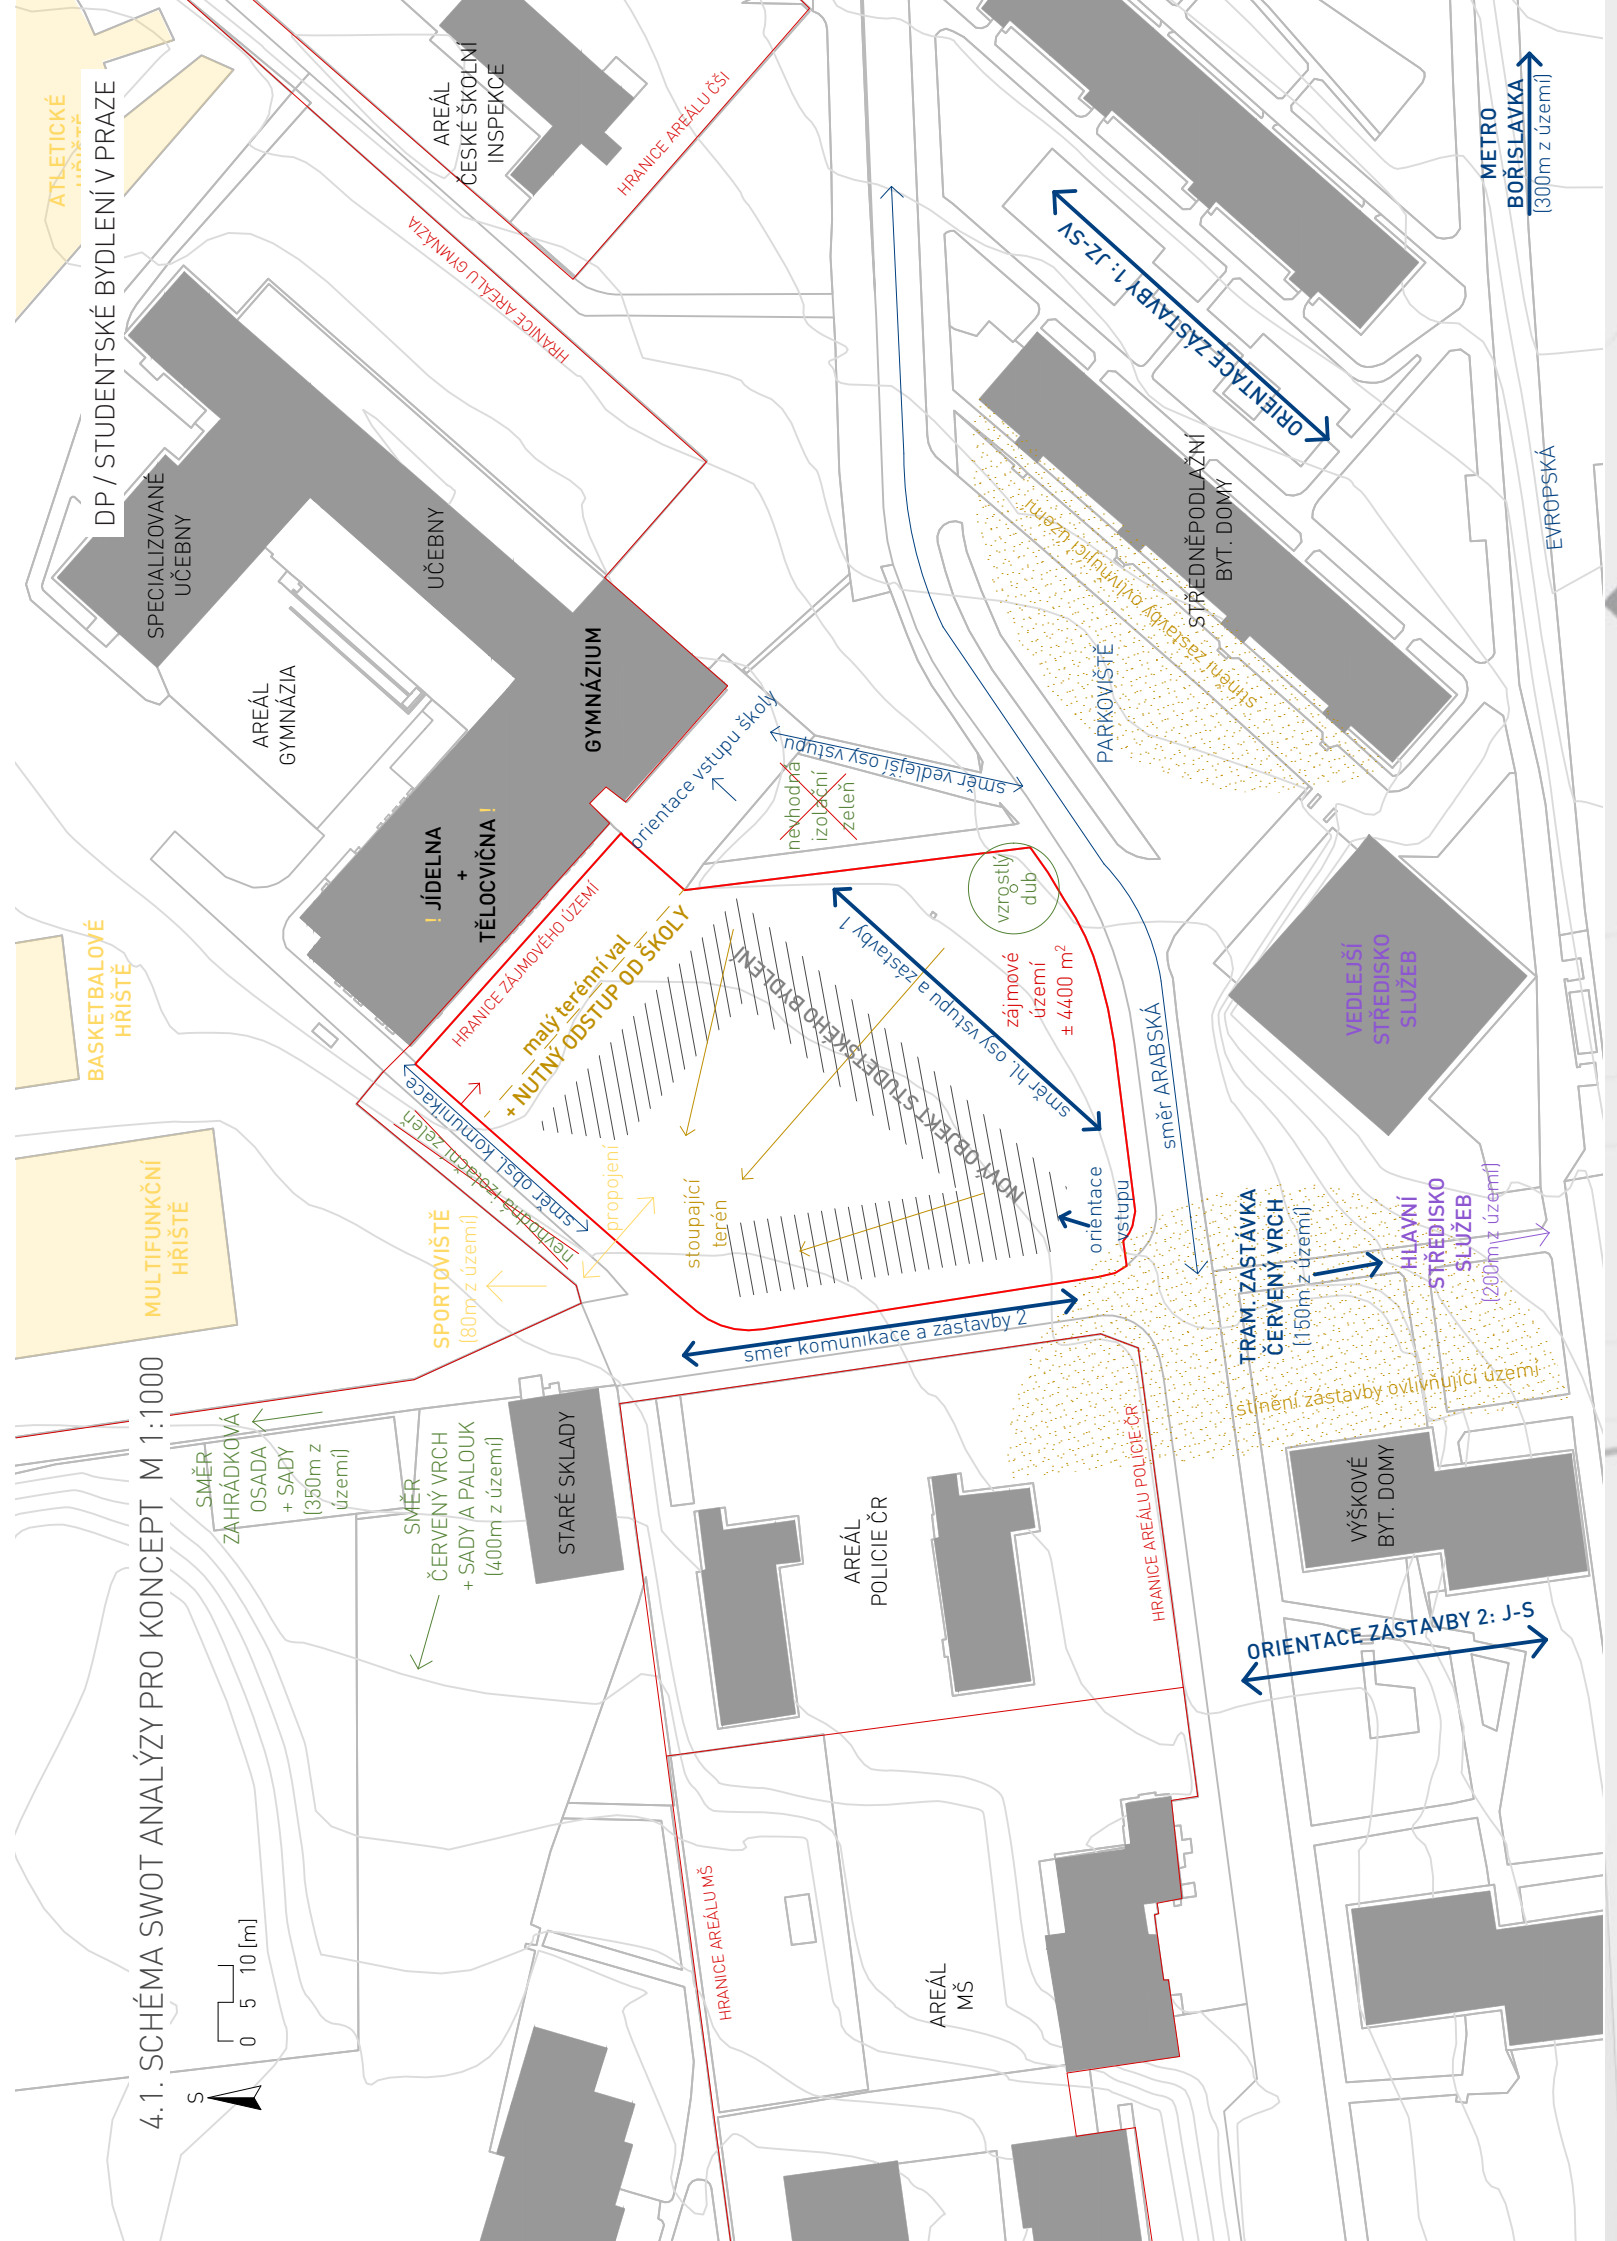 4.1. SCHÉMA SWOT ANALÝZY PRO KONCEPT M 1:1000
DP / STUDENTSKÉ BYDLENÍ V PRAZE
S
0 5 10 [m]
SMĚR
ZAHRÁDKOVÁ
OSADA
+ SADY
(350m z
území)
SMĚR
ČERVENÝ VRCH
+ SADY A PALOUK
(400m z území)
STARÉ SKLADY
MULTIFUNKČNÍ
HŘIŠTĚ
BASKETBALOVÉ
HŘIŠTĚ
ATLETICKÉ
HŘIŠTĚ
SPORTOVIŠTĚ
(80m z území)
SPECIALIZOVANÉ
UČEBNY
UČEBNY
AREÁL
GYMNÁZIA
GYMNÁZIUM
! JÍDELNA
+
TĚLOCVIČNA !
AREÁL
ČESKÉ ŠKOLNÍ
INSPEKCE
HRANICE AREÁLU ČŠI
HRANICE AREÁLU GYMNÁZIA
HRANICE ZÁJMOVÉHO ÚZEMÍ
malý terénní val
+ NUTNÝ ODSTUP OD ŠKOLY
směr obsl. komunikace
nevhodná izolační zeleň
propojení
stoupající
terén
NOVÝ OBJEKT STUDETSKÉHO BYDLENÍ
směr hl. osy vstupu a zástavby 1
orientace vstupu školy
směr vedlejší osy vstupu
nevhodná
izolační
zeleň
vzrostlý
dub
zájmové
území
± 4400 m²
orientace
vstupu
směr komunikace a zástavby 2
směr ARABSKÁ
PARKOVIŠTĚ
stínění zástavby ovlivňující území
STŘEDNĚPODLAŽNÍ
BYT. DOMY
ORIENTACE ZÁSTAVBY 1: JZ-SV
METRO
BOŘISLAVKA
(300m z území)
EVROPSKÁ
VEDLEJŠÍ
STŘEDISKO
SLUŽEB
HLAVNÍ
STŘEDISKO
SLUŽEB
(200m z území)
TRAM. ZASTÁVKA
ČERVENÝ VRCH
(150m z území)
stínění zástavby ovlivňující území
VÝŠKOVÉ
BYT. DOMY
ORIENTACE ZÁSTAVBY 2: J-S
AREÁL
POLICIE ČR
HRANICE AREÁLU POLICIE ČR
HRANICE AREÁLU MŠ
AREÁL
MŠ